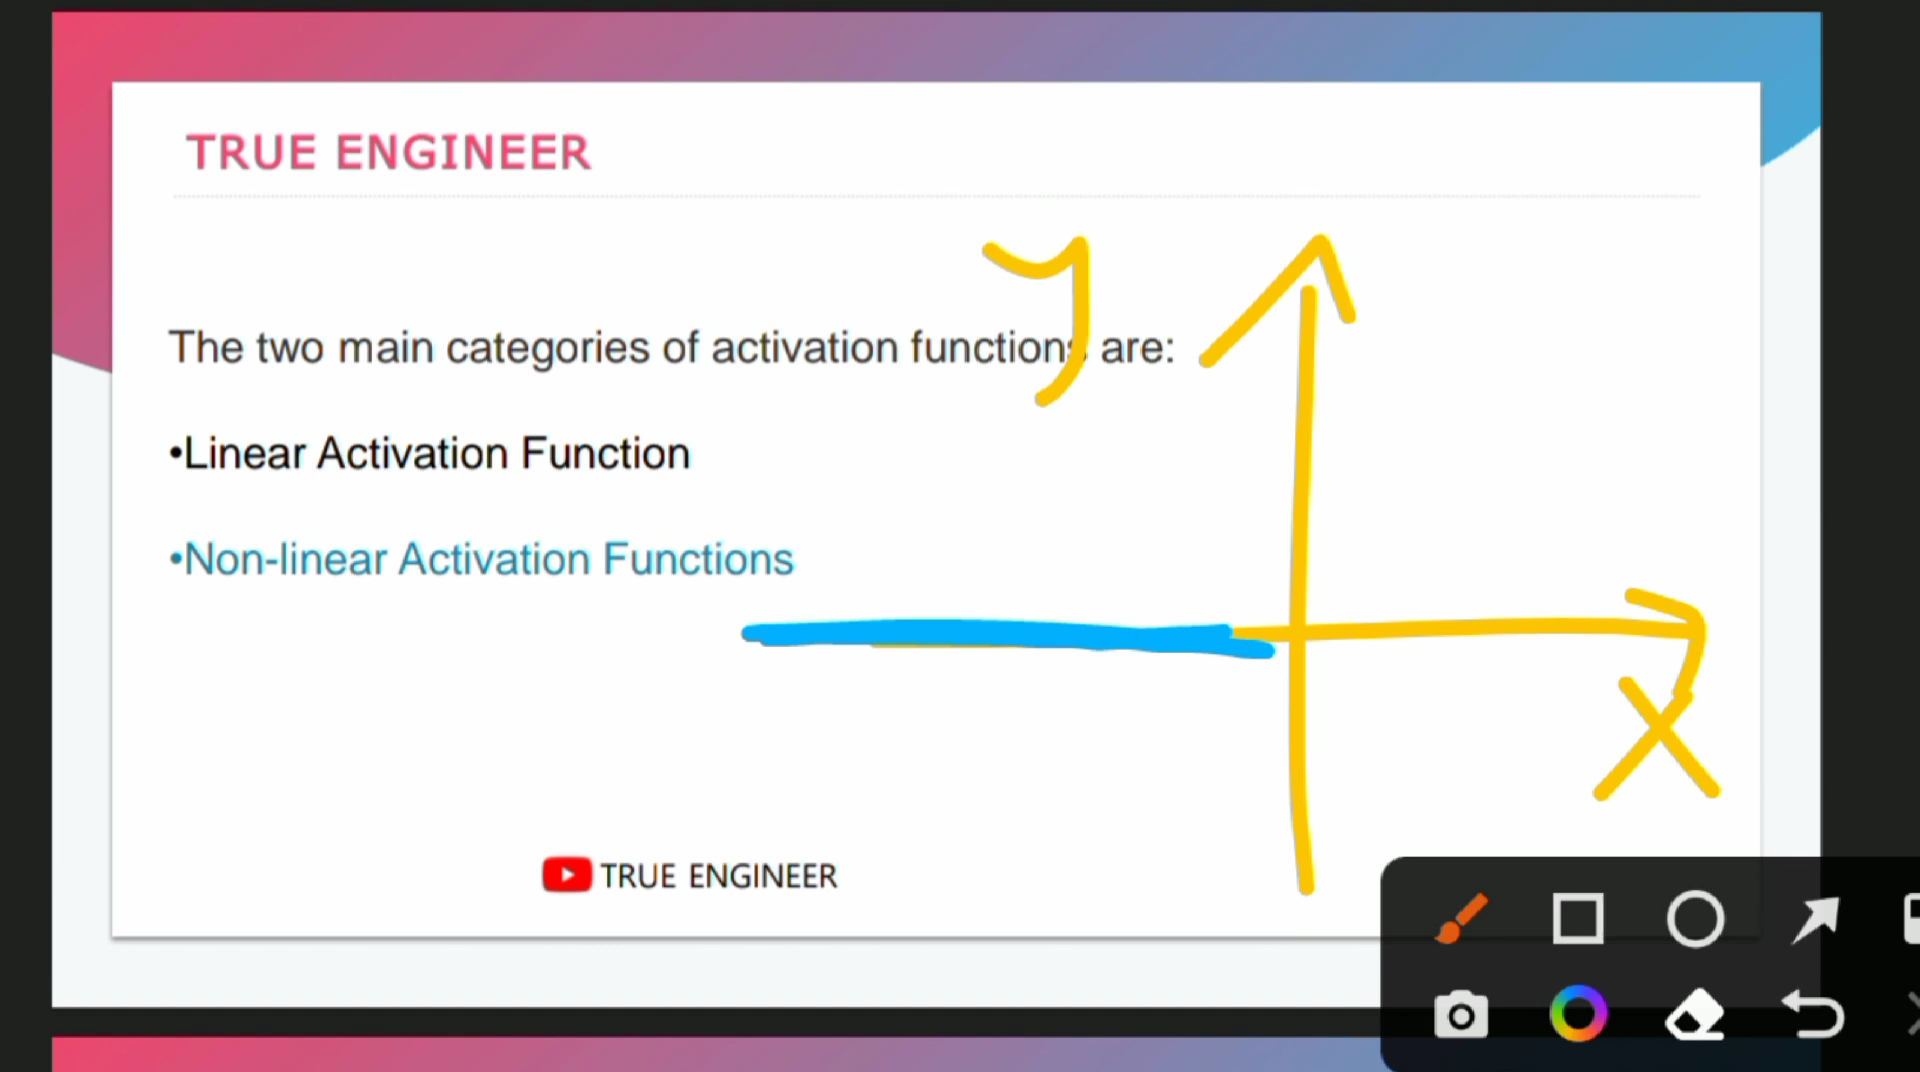 TRUE ENGINEER
y
The two main categories of activation functions are:
•Linear Activation Function
•Non-linear Activation Functions
x
TRUE ENGINEER